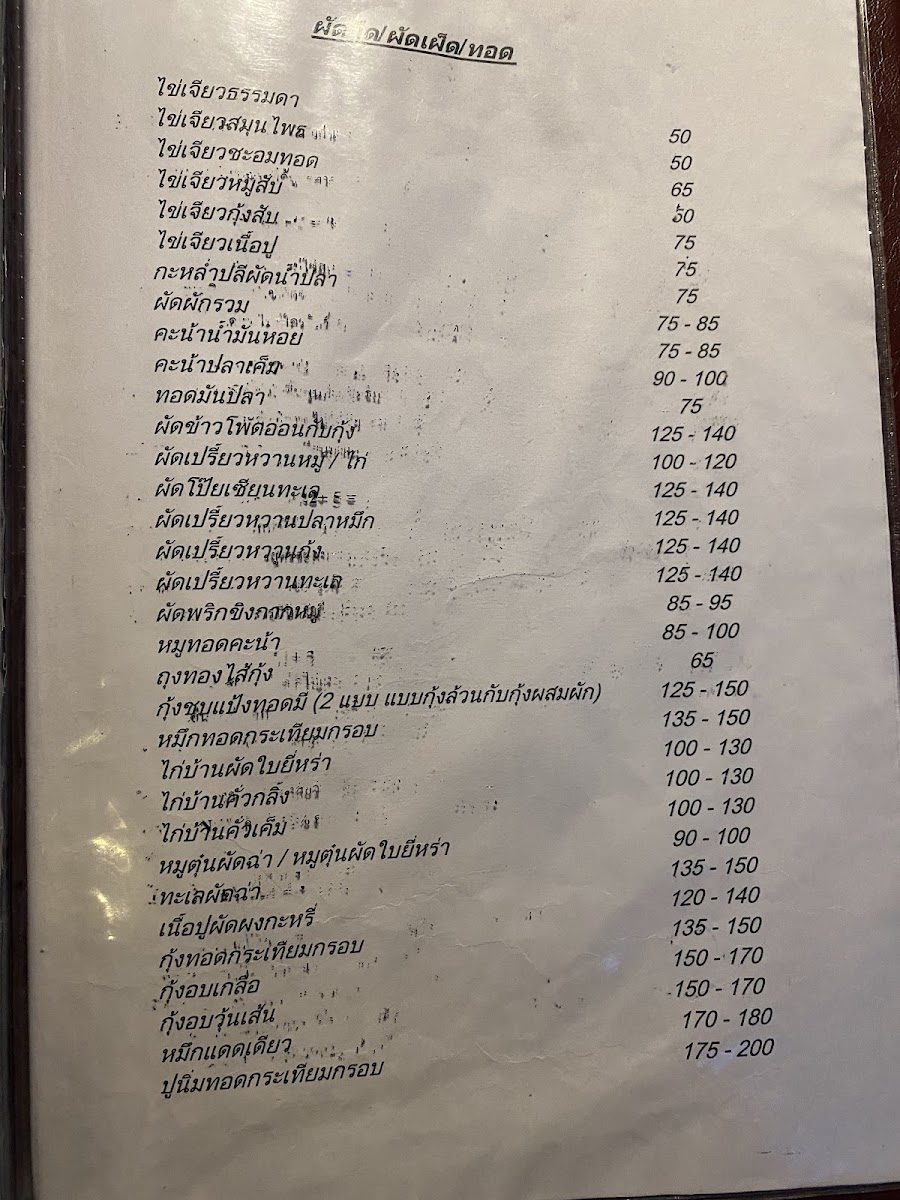 ผัด/ผัดเผ็ด/ทอด
ไข่เจียวธรรมดา 50
ไข่เจียวสมุนไพร 50
ไข่เจียวชะอมทอด 65
ไข่เจียวหมูสับ 60
ไข่เจียวกุ้งสับ 75
ไข่เจียวเนื้อปู 75
กะหล่ำปลีผัดน้ำปลา 75
ผัดผักรวม 75 - 85
คะน้าน้ำมันหอย 75 - 85
คะน้าปลาเค็ม 90 - 100
ทอดมันปลา 75
ผัดข้าวโพดอ่อนกับกุ้ง 125 - 140
ผัดเปรี้ยวหวานหมู / ไก่ 100 - 120
ผัดโป๊ยเซียนทะเล 125 - 140
ผัดเปรี้ยวหวานปลาหมึก 125 - 140
ผัดเปรี้ยวหวานกุ้ง 125 - 140
ผัดเปรี้ยวหวานทะเล 125 - 140
ผัดพริกขิงกากหมู 85 - 95
หมูทอดคะน้า 85 - 100
ถุงทองไส้กุ้ง 65
กุ้งชุบแป้งทอดมี (2 แบบ แบบกุ้งล้วนกับกุ้งผสมผัก) 125 - 150
หมึกทอดกระเทียมกรอบ 135 - 150
ไก่บ้านผัดใบยี่หร่า 100 - 130
ไก่บ้านคั่วกลิ้ง 100 - 130
ไก่บ้านคั่วเค็ม 100 - 130
หมูตุ๋นผัดฉ่า / หมูตุ๋นผัดใบยี่หร่า 90 - 100
ทะเลผัดฉ่า 135 - 150
เนื้อปูผัดผงกะหรี่ 120 - 140
กุ้งทอดกระเทียมกรอบ 135 - 150
กุ้งอบเกลือ 150 - 170
กุ้งอบวุ้นเส้น 150 - 170
หมึกแดดเดียว 170 - 180
ปูนิ่มทอดกระเทียมกรอบ 175 - 200